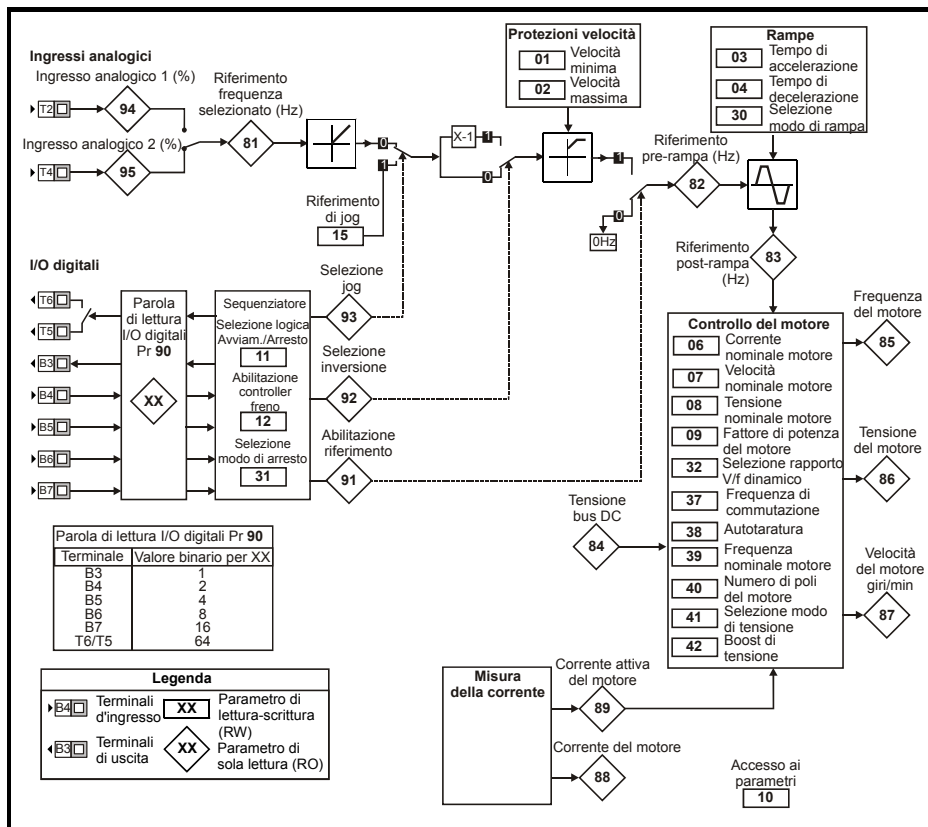 Ingressi analogici
Ingresso analogico 1 (%)
T2
94
Ingresso analogico 2 (%)
T4
95
Riferimento
frequenza
selezionato (Hz)
81
0
1
Riferimento
di jog
15
X-1
1
0
Protezioni velocità
01 Velocità
minima
02 Velocità
massima
1
0
0Hz
Riferimento
pre-rampa (Hz)
82
Rampe
03 Tempo di
accelerazione
04 Tempo di
decelerazione
30 Selezione
modo di rampa
Riferimento
post-rampa
(Hz)
83
I/O digitali
T6
T5
B3
B4
B5
B6
B7
Parola
di lettura
I/O digitali
Pr 90
XX
Sequenziatore
Selezione logica
Avviam./Arresto
11
Abilitazione
controller
freno
12
Selezione
modo di arresto
31
Selezione
jog
93
Selezione
inversione
92
Abilitazione
riferimento
91
Tensione
bus DC
84
Controllo del motore
06 Corrente
nominale motore
07 Velocità
nominale motore
08 Tensione
nominale motore
09 Fattore di potenza
del motore
32 Selezione rapporto
V/f dinamico
37 Frequenza di
commutazione
38 Autotaratura
39 Frequenza
nominale motore
40 Numero di poli
del motore
41 Selezione modo
di tensione
42 Boost di
tensione
Frequenza
del motore
85
Tensione
del motore
86
Velocità
del motore
giri/min
87
Parola di lettura I/O digitali Pr 90
Terminale Valore binario per XX
B3 1
B4 2
B5 4
B6 8
B7 16
T6/T5 64
Legenda
B4 Terminali
d'ingresso
XX Parametro di
lettura-scrittura
(RW)
B3 Terminali
di uscita
XX Parametro di
sola lettura (RO)
Misura
della corrente
Corrente attiva
del motore
89
Corrente del motore
88
Accesso ai
parametri
10